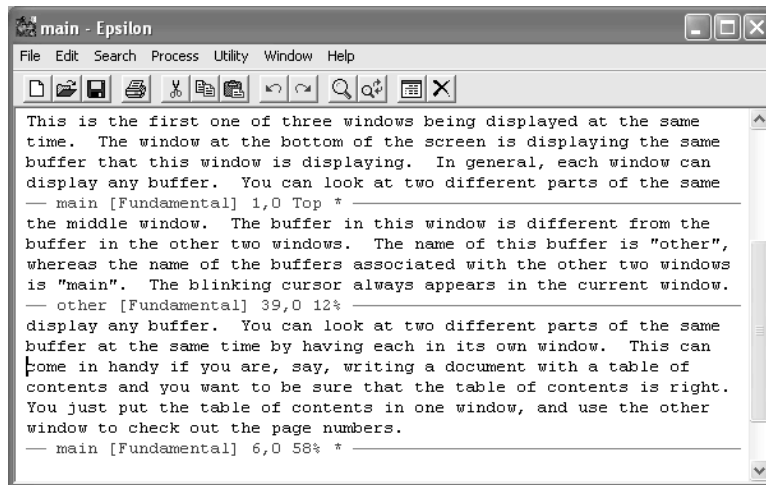 main - Epsilon
File Edit Search Process Utility Window Help
This is the first one of three windows being displayed at the same
time.  The window at the bottom of the screen is displaying the same
buffer that this window is displaying.  In general, each window can
display any buffer.  You can look at two different parts of the same
— main [Fundamental] 1,0 Top *
the middle window.  The buffer in this window is different from the
buffer in the other two windows.  The name of this buffer is "other",
whereas the name of the buffers associated with the other two windows
is "main".  The blinking cursor always appears in the current window.
— other [Fundamental] 39,0 12%
display any buffer.  You can look at two different parts of the same
buffer at the same time by having each in its own window.  This can
come in handy if you are, say, writing a document with a table of
contents and you want to be sure that the table of contents is right.
You just put the table of contents in one window, and use the other
window to check out the page numbers.
— main [Fundamental] 6,0 58% *